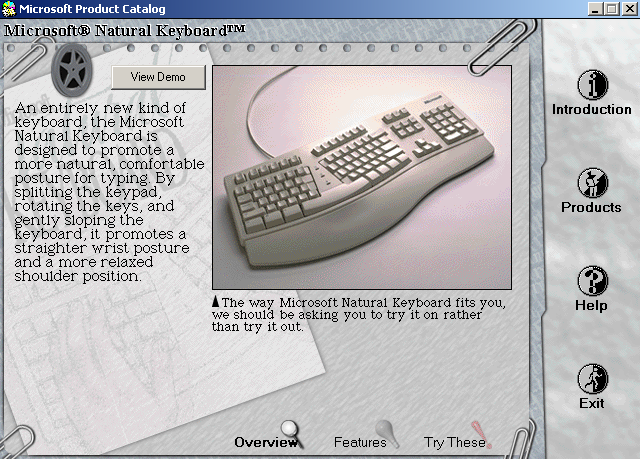 Microsoft Product Catalog
Microsoft® Natural Keyboard™
View Demo
An entirely new kind of
keyboard, the Microsoft
Natural Keyboard is
designed to promote a
more natural, comfortable
posture for typing. By
splitting the keypad,
rotating the keys, and
gently sloping the
keyboard, it promotes a
straighter wrist posture
and a more relaxed
shoulder position.
Microsoft
The way Microsoft Natural Keyboard fits you,
we should be asking you to try it on rather
than try it out.
Introduction
Products
Help
Exit
Overview
Features
Try These